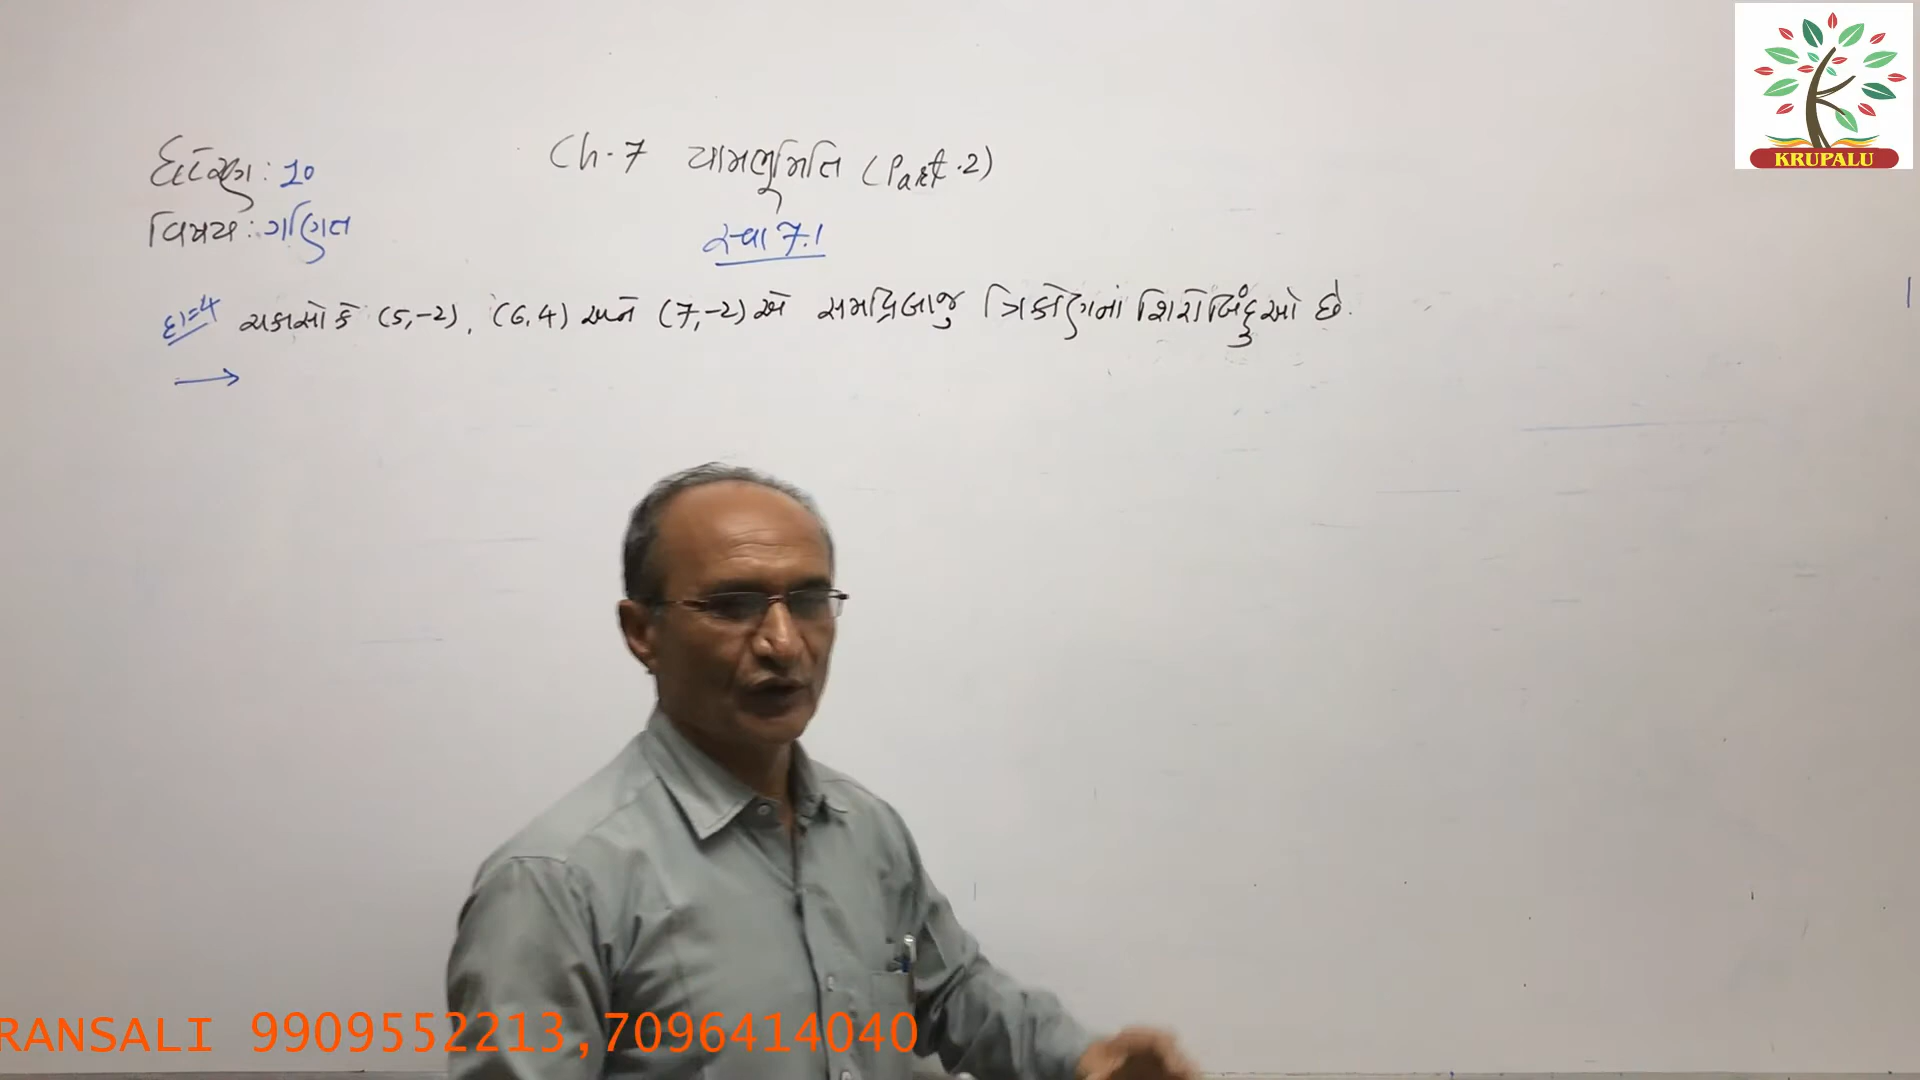 ધોરણ : 10
Ch.7 યામભૂમિતિ (Part.2)
વિષય : ગણિત
સ્વા 7.1
દા=4 ચકાસો કે (5,-2), (6,4) અને (7,-2) એ સમદ્વિબાજુ ત્રિકોણનાં શિરોબિંદુઓ છે.
KRUPALU
RANSALI 9909552213,7096414040